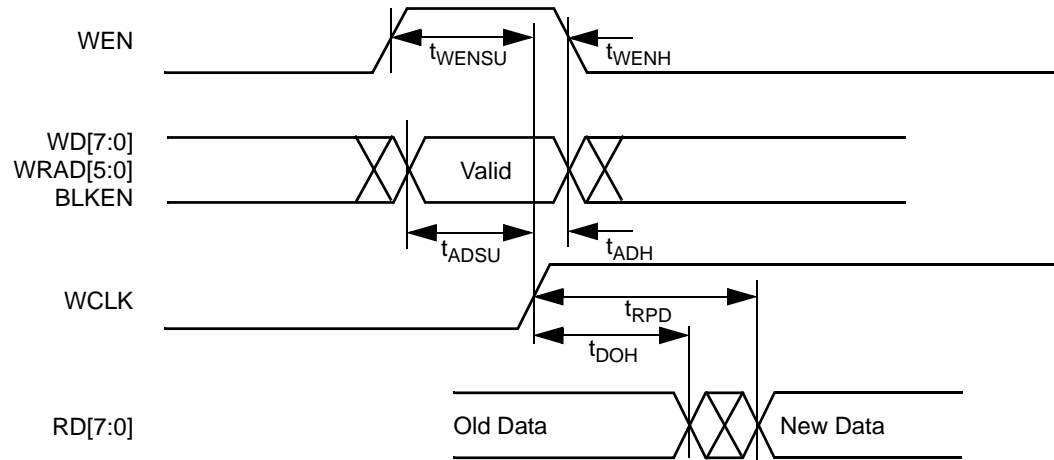 WEN
tWENSU
tWENH
WD[7:0]
WRAD[5:0]
BLKEN
Valid
tADSU
tADH
WCLK
tRPD
tDOH
RD[7:0]
Old Data
New Data